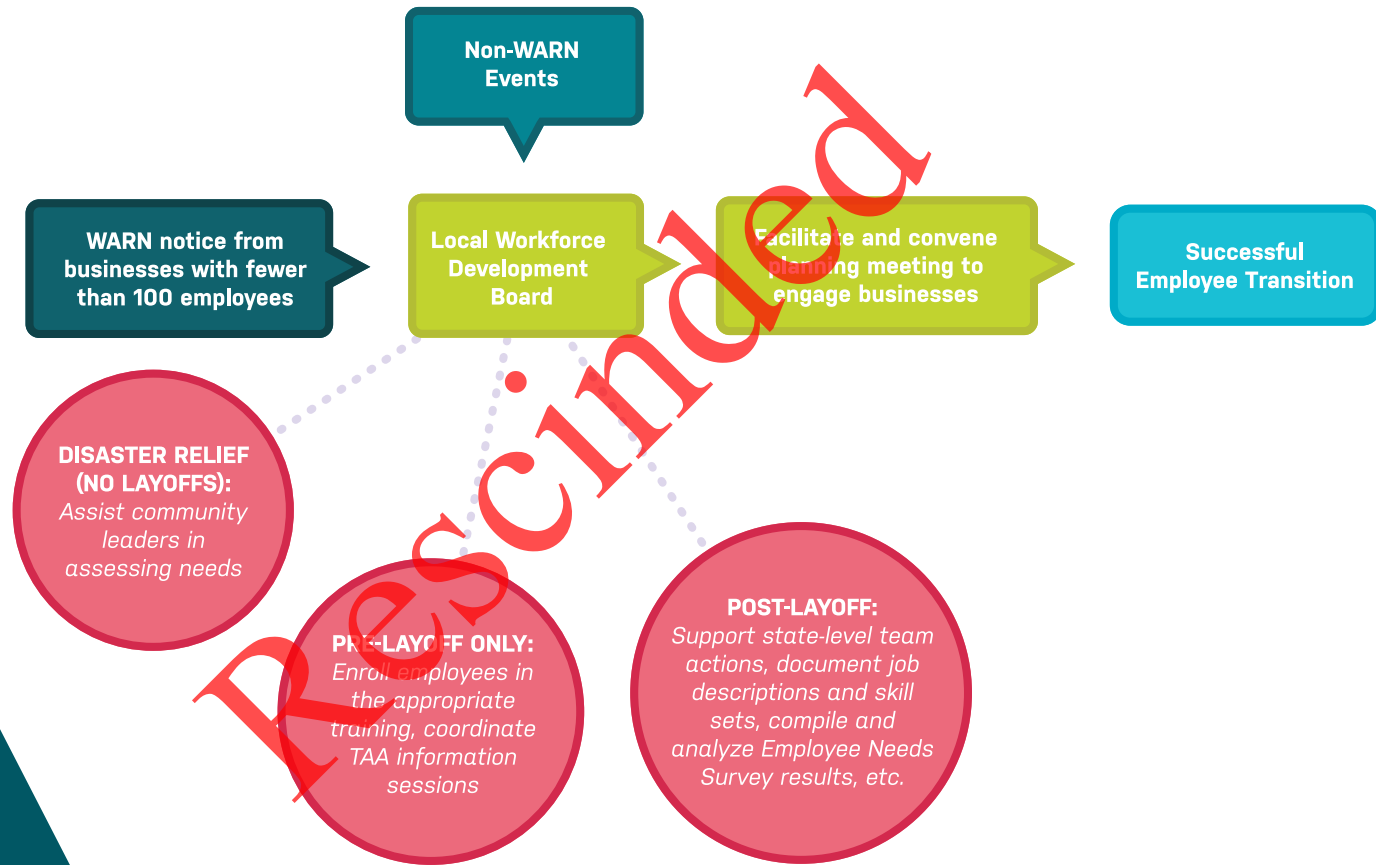 Non-WARN
Events
WARN notice from
businesses with fewer
than 100 employees
Local Workforce
Development
Board
Facilitate and convene
planning meeting to
engage businesses
Successful
Employee Transition
DISASTER RELIEF
(NO LAYOFFS):
Assist community
leaders in
assessing needs
PRE-LAYOFF ONLY:
Enroll employees in
the appropriate
training, coordinate
TAA information
sessions
POST-LAYOFF:
Support state-level team
actions, document job
descriptions and skill
sets, compile and
analyze Employee Needs
Survey results, etc.
Rescinded